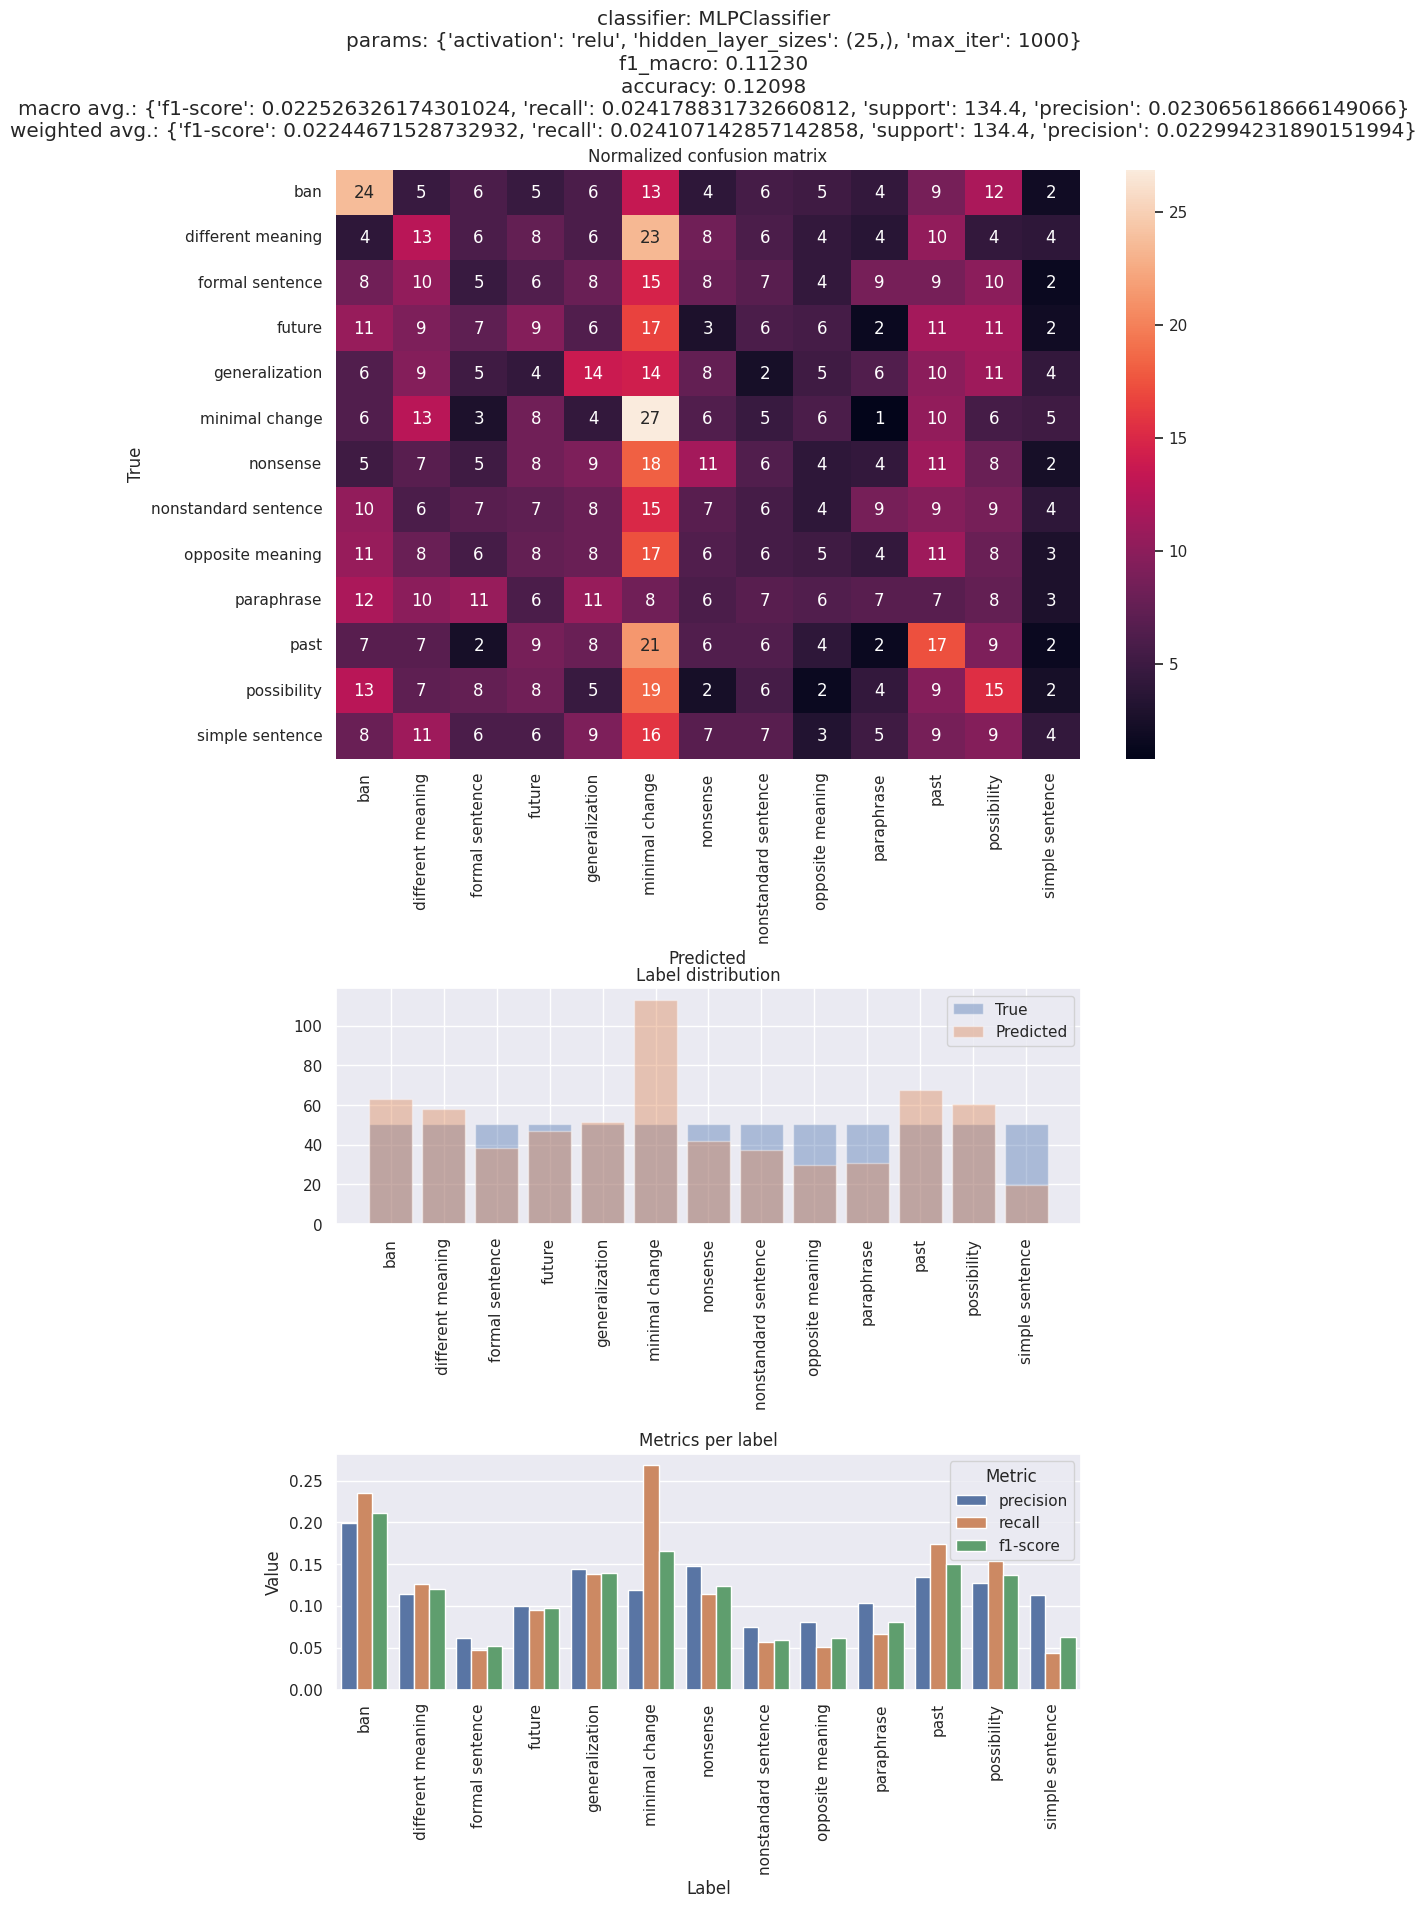 classifier: MLPClassifier
params: {'activation': 'relu', 'hidden_layer_sizes': (25,), 'max_iter': 1000}
f1_macro: 0.11230
accuracy: 0.12098
macro avg.: {'f1-score': 0.022526326174301024, 'recall': 0.024178831732660812, 'support': 134.4, 'precision': 0.023065618666149066}
weighted avg.: {'f1-score': 0.02244671528732932, 'recall': 0.024107142857142858, 'support': 134.4, 'precision': 0.022994231890151994}
Normalized confusion matrix
True
ban 24 5 6 5 6 13 4 6 5 4 9 12 2
different meaning 4 13 6 8 6 23 8 6 4 4 10 4 4
formal sentence 8 10 5 6 8 15 8 7 4 9 9 10 2
future 11 9 7 9 6 17 3 6 6 2 11 11 2
generalization 6 9 5 4 14 14 8 2 5 6 10 11 4
minimal change 6 13 3 8 4 27 6 5 6 1 10 6 5
nonsense 5 7 5 8 9 18 11 6 4 4 11 8 2
nonstandard sentence 10 6 7 7 8 15 7 6 4 9 9 9 4
opposite meaning 11 8 6 8 8 17 6 6 5 4 11 8 3
paraphrase 12 10 11 6 11 8 6 7 6 7 7 8 3
past 7 7 2 9 8 21 6 6 4 2 17 9 2
possibility 13 7 8 8 5 19 2 6 2 4 9 15 2
simple sentence 8 11 6 6 9 16 7 7 3 5 9 9 4
25
20
15
10
5
ban
different meaning
formal sentence
future
generalization
minimal change
nonsense
nonstandard sentence
opposite meaning
paraphrase
past
possibility
simple sentence
Predicted
Label distribution
True
Predicted
100
80
60
40
20
0
ban
different meaning
formal sentence
future
generalization
minimal change
nonsense
nonstandard sentence
opposite meaning
paraphrase
past
possibility
simple sentence
Metrics per label
Metric
precision
recall
f1-score
Value
0.25
0.20
0.15
0.10
0.05
0.00
ban
different meaning
formal sentence
future
generalization
minimal change
nonsense
nonstandard sentence
opposite meaning
paraphrase
past
possibility
simple sentence
Label